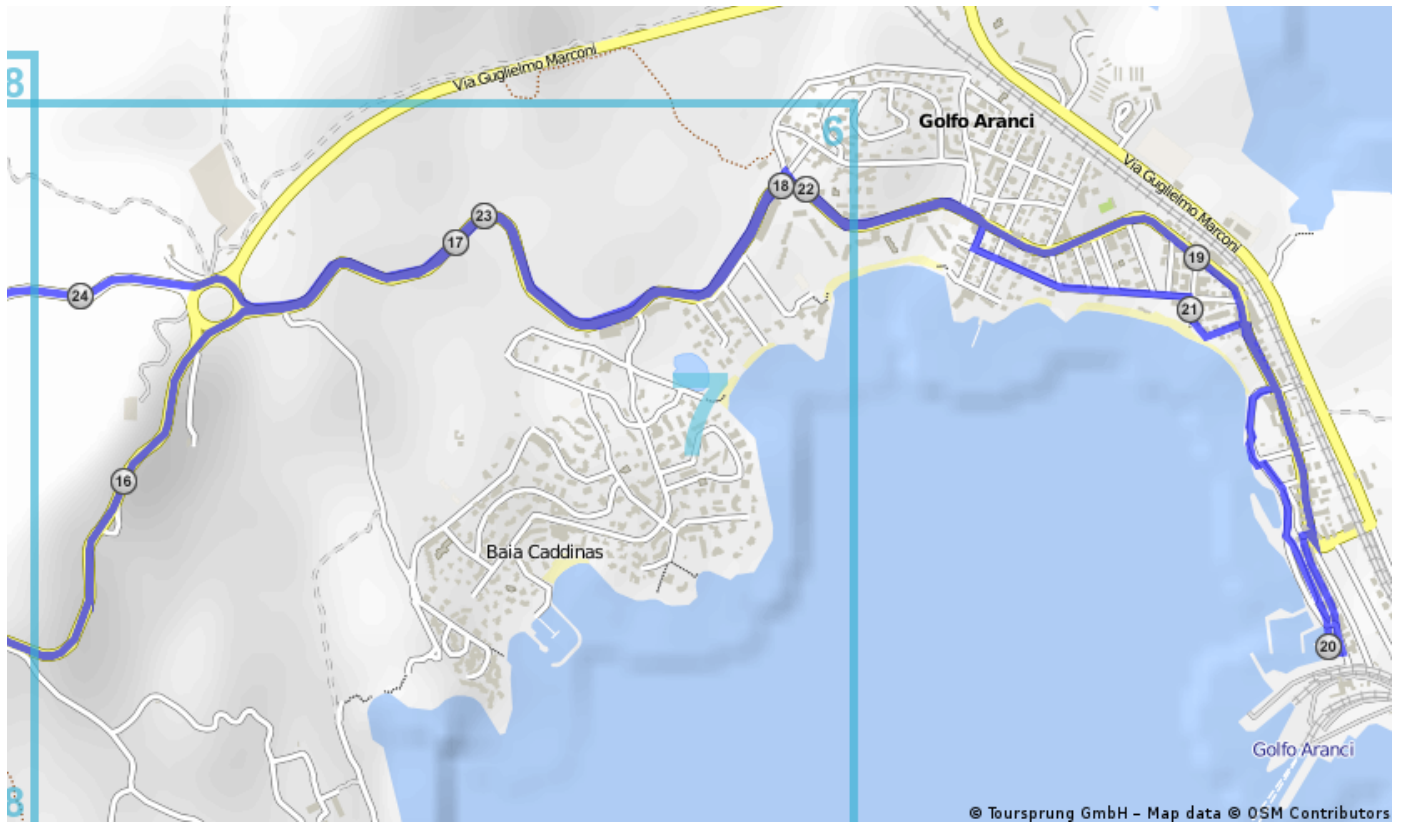 8
Via Guglielmo Marconi
6
Golfo Aranci
Via Guglielmo Marconi
18
22
23
17
19
24
21
7
16
Baia Caddinas
20
Golfo Aranci
8
© Toursprung GmbH – Map data © OSM Contributors